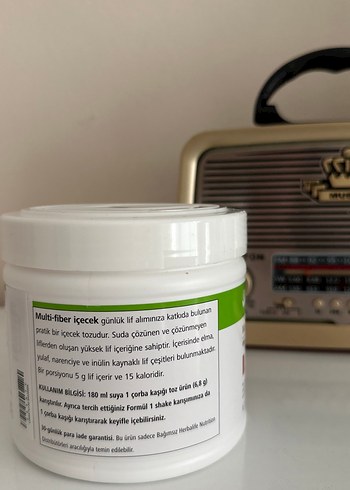 Multi-fiber içecek günlük lif alımınıza katkıda bulunan
pratik bir içecek tozudur. Suda çözünen ve çözünmeyen
liflerden oluşan yüksek lif içeriğine sahiptir. İçerisinde elma,
yulaf, narenciye ve inülin kaynaklı lif çeşitleri bulunmaktadır.
Bir porsiyonu 5 g lif içerir ve 15 kaloridir.
KULLANIM BİLGİSİ: 180 ml suya 1 çorba kaşığı toz ürün (6,8 g)
karıştırılır. Ayrıca tercih ettiğiniz Formül 1 shake karışımınıza da
1 çorba kaşığı karıştırarak keyifle içebilirsiniz.
30-günlük para iade garantisi. Bu ürün sadece Bağımsız Herbalife Nutrition
Distribütörleri aracılığıyla temin edilebilir.